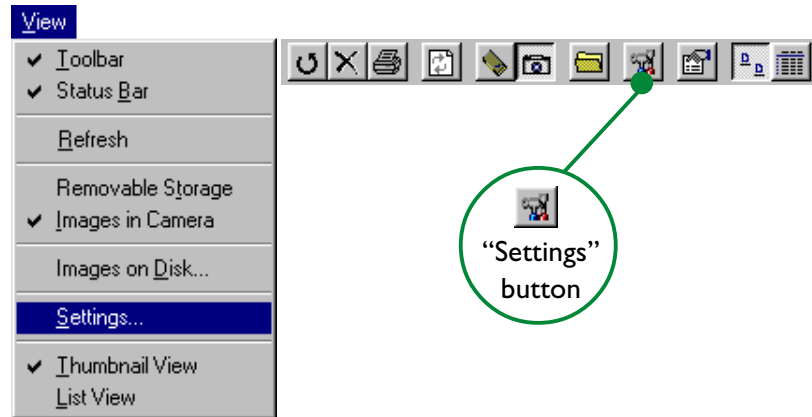 View
Toolbar
Status Bar
Refresh
Removable Storage
Images in Camera
Images on Disk...
Settings...
Thumbnail View
List View
“Settings”
button